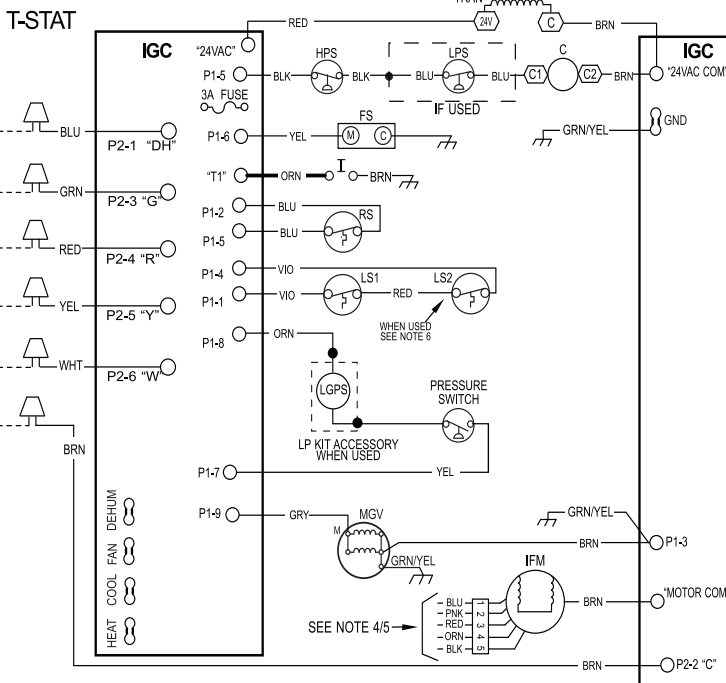 TRAN
T-STAT
RED
24V
C
BRN
IGC
"24VAC"
HPS
LPS
C
IGC
P1-5
BLK
BLK
BLU
BLU
C1
C2
BRN
"24VAC COM"
3A FUSE
IF USED
FS
GND
BLU
P2-1 "DH"
P1-6
YEL
M
C
GRN/YEL
"T1"
ORN
BRN
GRN
P2-3 "G"
P1-2
BLU
RS
P1-5
BLU
RED
P2-4 "R"
P1-4
VIO
LS1
LS2
P1-1
VIO
RED
YEL
P2-5 "Y"
WHEN USED
SEE NOTE 6
P1-8
ORN
WHT
P2-6 "W"
LGPS
PRESSURE
SWITCH
LP KIT ACCESSORY
WHEN USED
BRN
P1-7
YEL
DEHUM
FAN
COOL
HEAT
P1-9
GRY
MGV
M
GRN/YEL
GRN/YEL
BRN
P1-3
IFM
SEE NOTE 4/5
BLU 1
PNK 2
RED 3
ORN 4
BLK 5
BRN
"MOTOR COM
BRN
P2-2 "C"